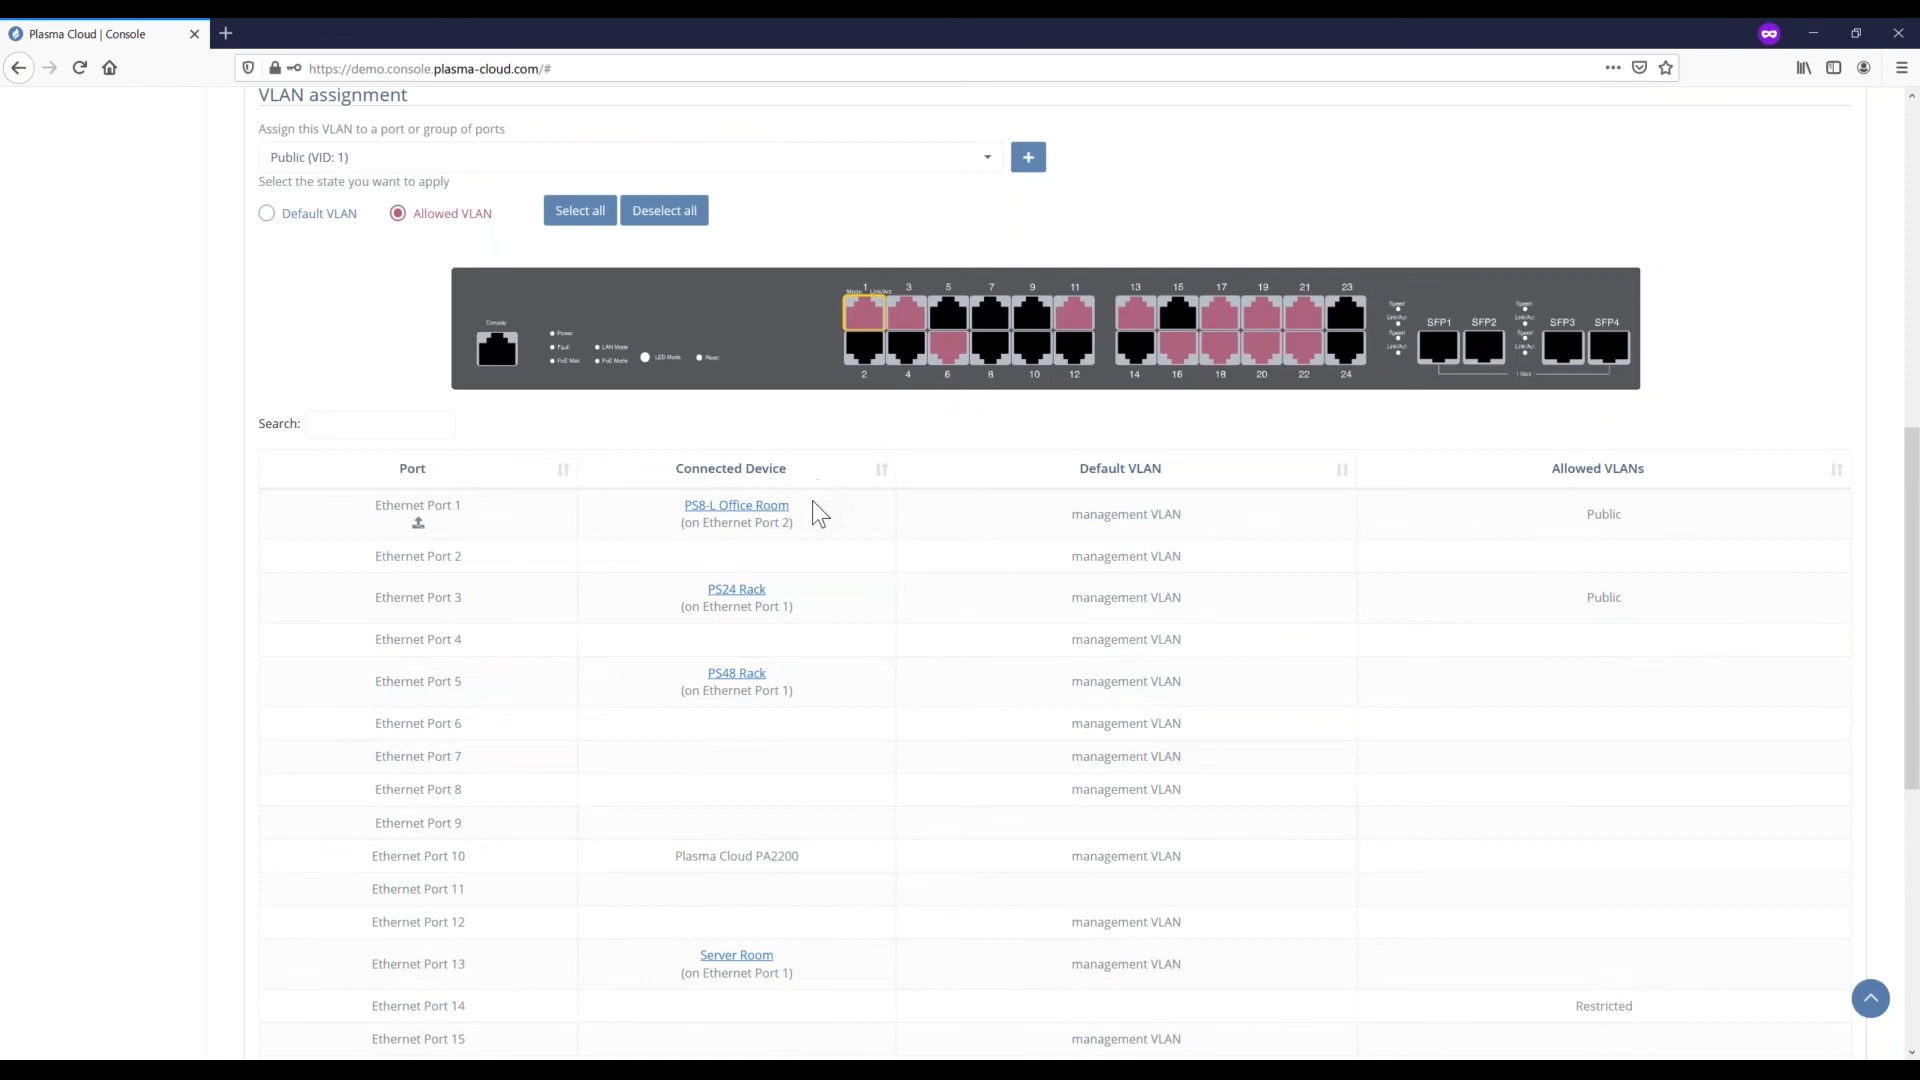 Plasma Cloud | Console
https://demo.console.plasma-cloud.com/#
VLAN assignment
Assign this VLAN to a port or group of ports
Public (VID: 1)
Select the state you want to apply
Default VLAN
Allowed VLAN
Select all
Deselect all
Mode Link/Act
1 3 5 7 9 11 13 15 17 19 21 23
Console
Power
Fault
LAN Mode
PoE Max
PoE Mode
LED Mode
Reset
Speed
Link/Act
Speed
Link/Act
SFP1 SFP2
Speed
Link/Act
Speed
Link/Act
SFP3 SFP4
2 4 6 8 10 12 14 16 18 20 22 24
Search:
Port Connected Device Default VLAN Allowed VLANs
Ethernet Port 1 PS8-L Office Room management VLAN Public
(on Ethernet Port 2)
Ethernet Port 2 management VLAN
Ethernet Port 3 PS24 Rack management VLAN Public
(on Ethernet Port 1)
Ethernet Port 4 management VLAN
Ethernet Port 5 PS48 Rack management VLAN
(on Ethernet Port 1)
Ethernet Port 6 management VLAN
Ethernet Port 7 management VLAN
Ethernet Port 8 management VLAN
Ethernet Port 9
Ethernet Port 10 Plasma Cloud PA2200 management VLAN
Ethernet Port 11
Ethernet Port 12 management VLAN
Ethernet Port 13 Server Room management VLAN
(on Ethernet Port 1)
Ethernet Port 14 Restricted
Ethernet Port 15 management VLAN